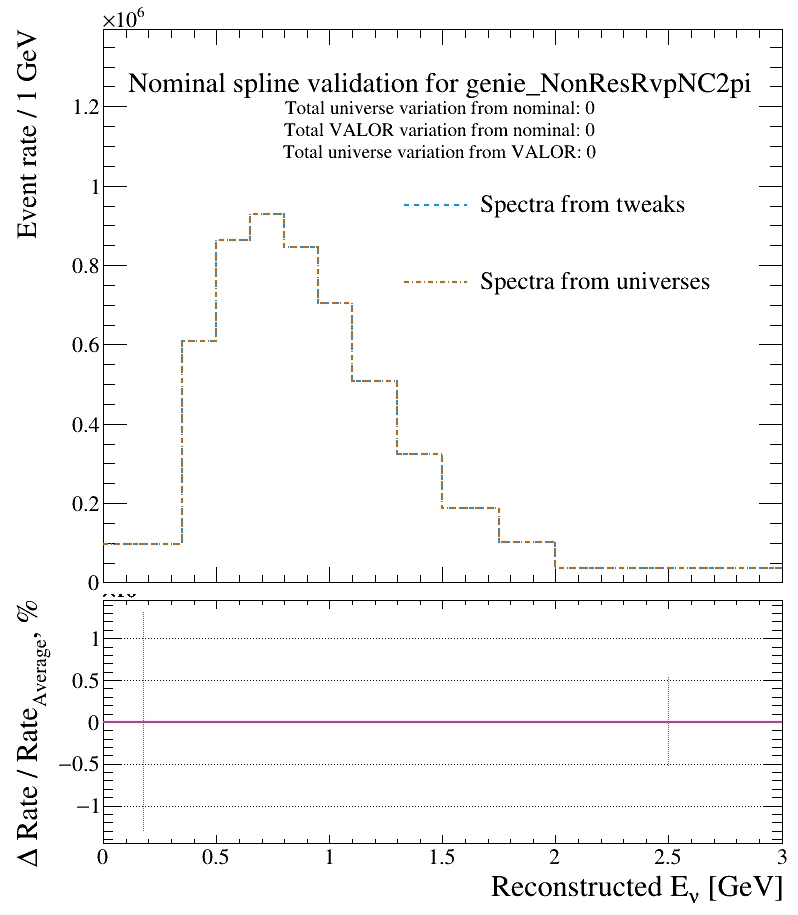 ×10⁶
Event rate / 1 GeV
Nominal spline validation for genie_NonResRvpNC2pi
Total universe variation from nominal: 0
Total VALOR variation from nominal: 0
Total universe variation from VALOR: 0
Spectra from tweaks
Spectra from universes
1.2
1
0.8
0.6
0.4
0.2
0
Δ Rate / Rate_Average, %
1
0.5
0
−0.5
−1
0 0.5 1 1.5 2 2.5 3
Reconstructed E_ν [GeV]